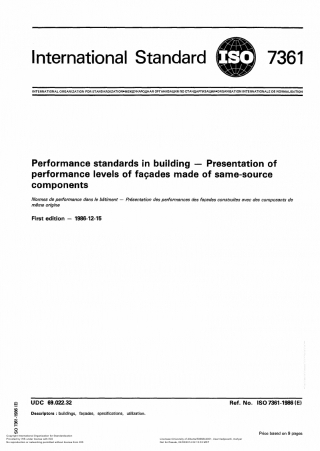 International Standard ISO 7361
INTERNATIONAL ORGANIZATION FOR STANDARDIZATION•МЕЖДУНАРОДНАЯ ОРГАНИЗАЦИЯ ПО СТАНДАРТИЗАЦИИ•ORGANISATION INTERNATIONALE DE NORMALISATION
Performance standards in building — Presentation of
performance levels of façades made of same-source
components
Normes de performance dans le bâtiment — Présentation des performances des façades construites avec des composants de
même origine
First edition — 1986-12-15
ISO 7361-1986 (E)
UDC 69.022.32
Ref. No. ISO 7361-1986 (E)
Descriptors : buildings, façades, specifications, utilization.
Price based on 8 pages